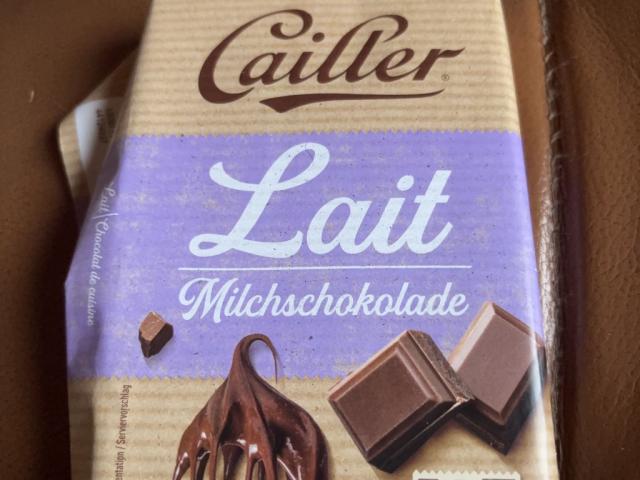 Cailler®
Lait
Milchschokolade
Lait | Chocolat de cuisine
Serviervorschlag